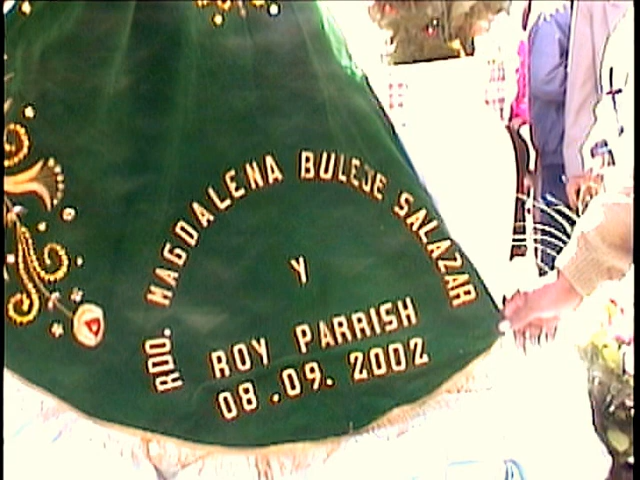 RDO. MAGDALENA BULEJE SALAZAR
Y
ROY PARRISH
08.09.2002